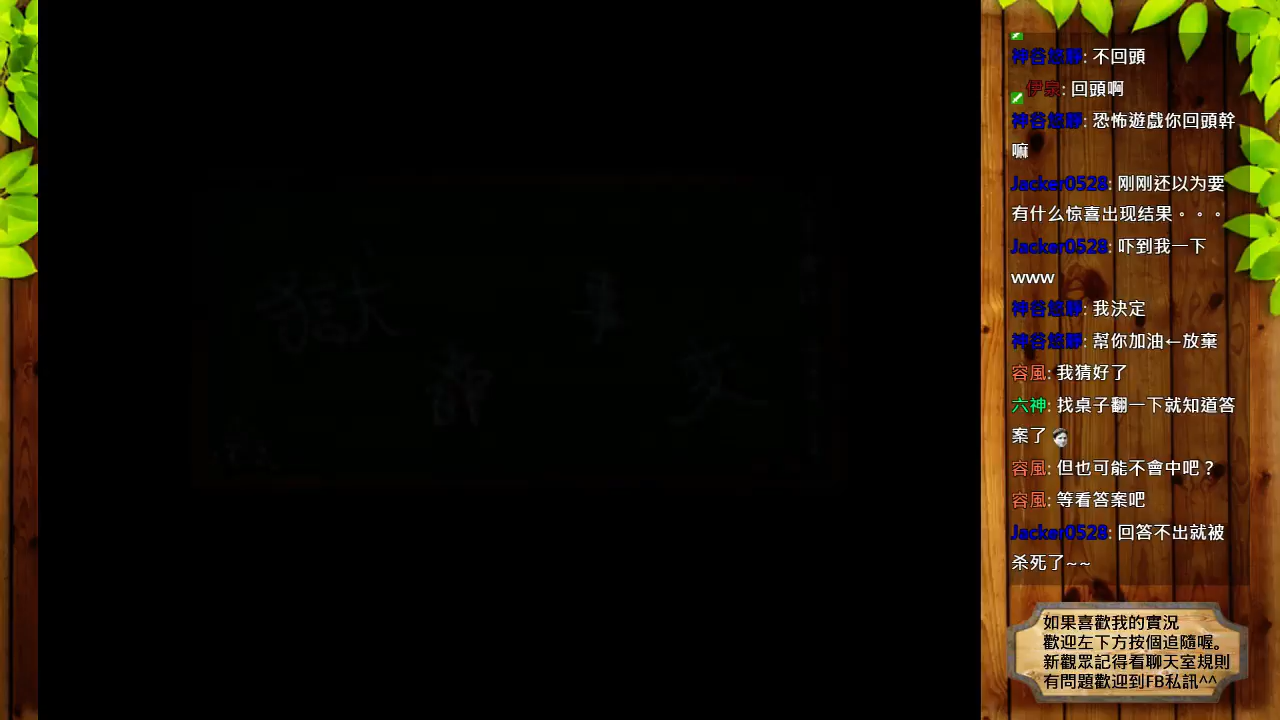 神谷悠靜: 不回頭
伊泉: 回頭啊
神谷悠靜: 恐怖遊戲你回頭幹
嘛
Jacker0528: 刚刚还以为要
有什么惊喜出现结果。。。
Jacker0528: 吓到我一下
www
神谷悠靜: 我決定
神谷悠靜: 幫你加油←放棄
容風: 我猜好了
六神: 找桌子翻一下就知道答
案了
容風: 但也可能不會中吧？
容風: 等看答案吧
Jacker0528: 回答不出就被
杀死了~~
如果喜歡我的實況
歡迎左下方按個追隨喔。
新觀眾記得看聊天室規則
有問題歡迎到FB私訊^^